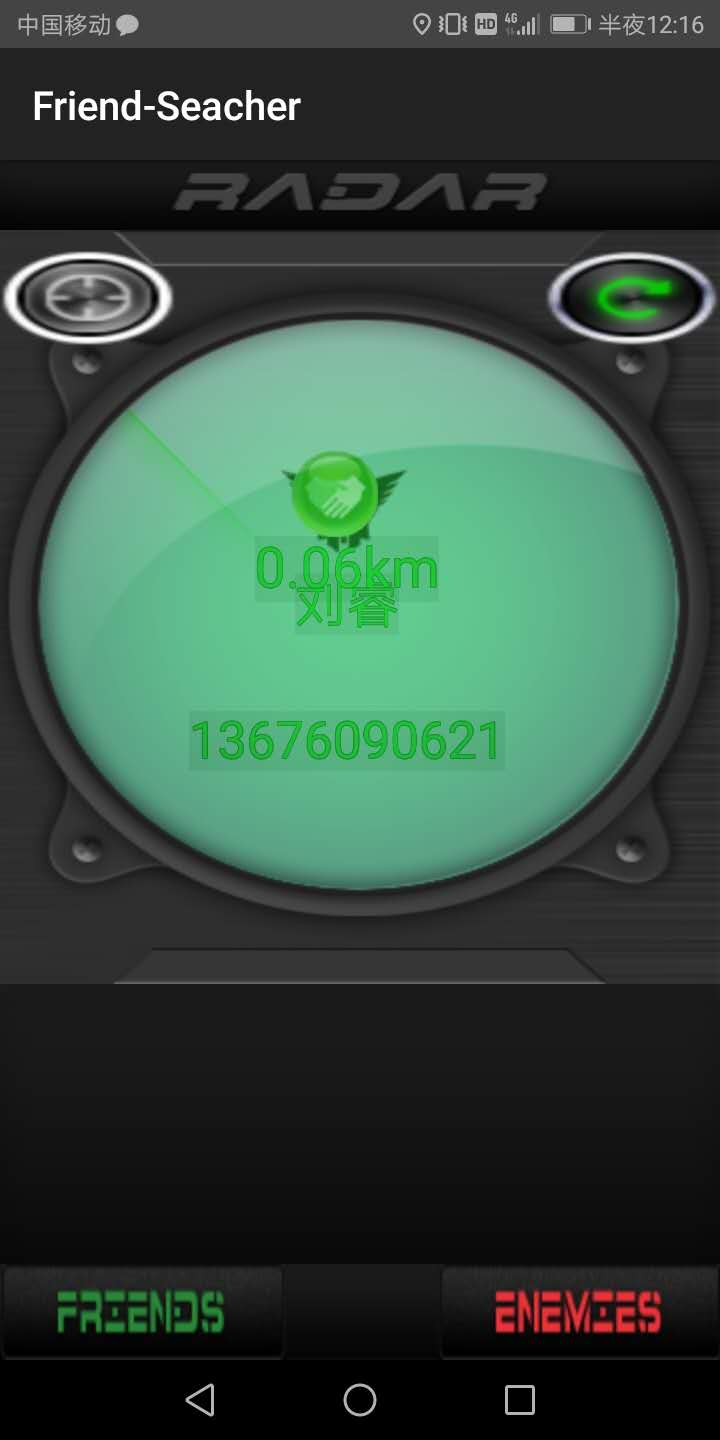 中国移动
HD 4G 半夜12:16
Friend-Seacher
RADAR
0.06km
刘睿
13676090621
FRIENDS
ENEMIES